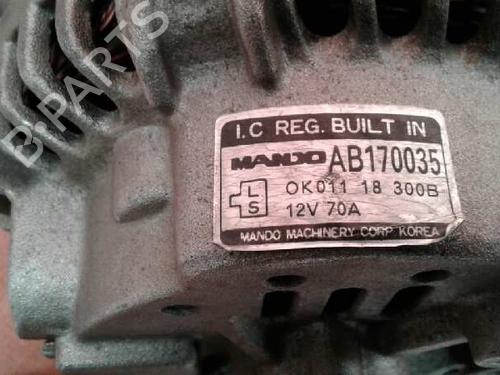 B-PARTS
I.C REG. BUILT IN
MANDO AB170035
L
S
OK011 18 300B
12V 70A
MANDO MACHINERY CORP KOREA